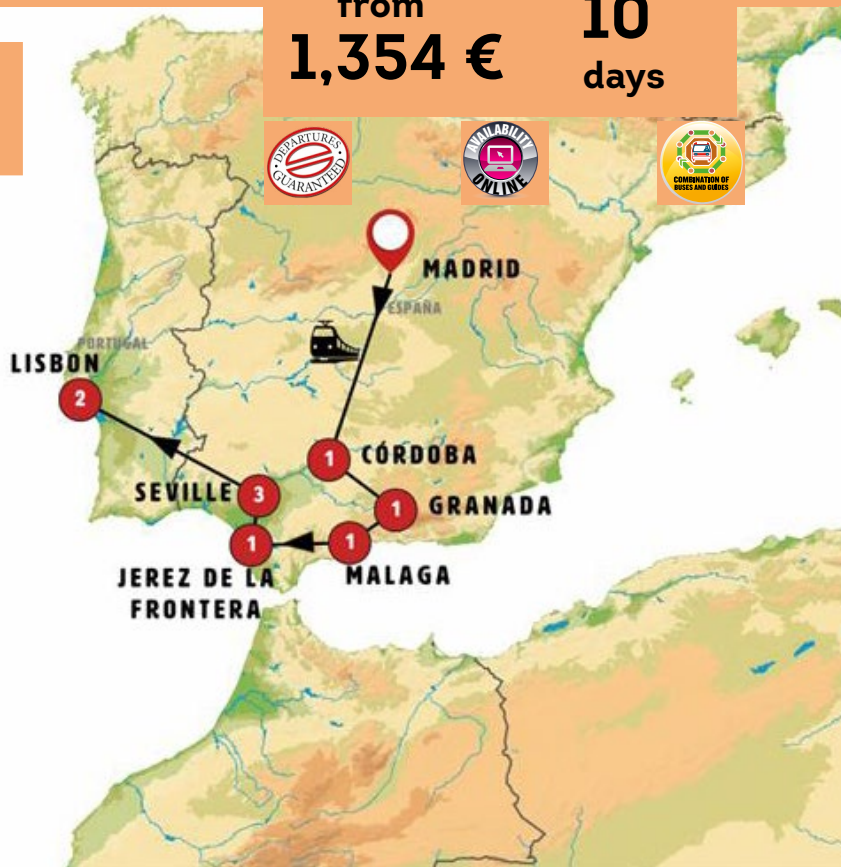 from
1,354 €
10
days
DEPARTURES
GUARANTEED
AVAILABILITY
ONLINE
COMBINATION OF
BUSES AND GUIDES
MADRID
ESPAÑA
PORTUGAL
LISBON
2
1
CÓRDOBA
SEVILLE
3
1
GRANADA
1
1
JEREZ DE LA
FRONTERA
MALAGA